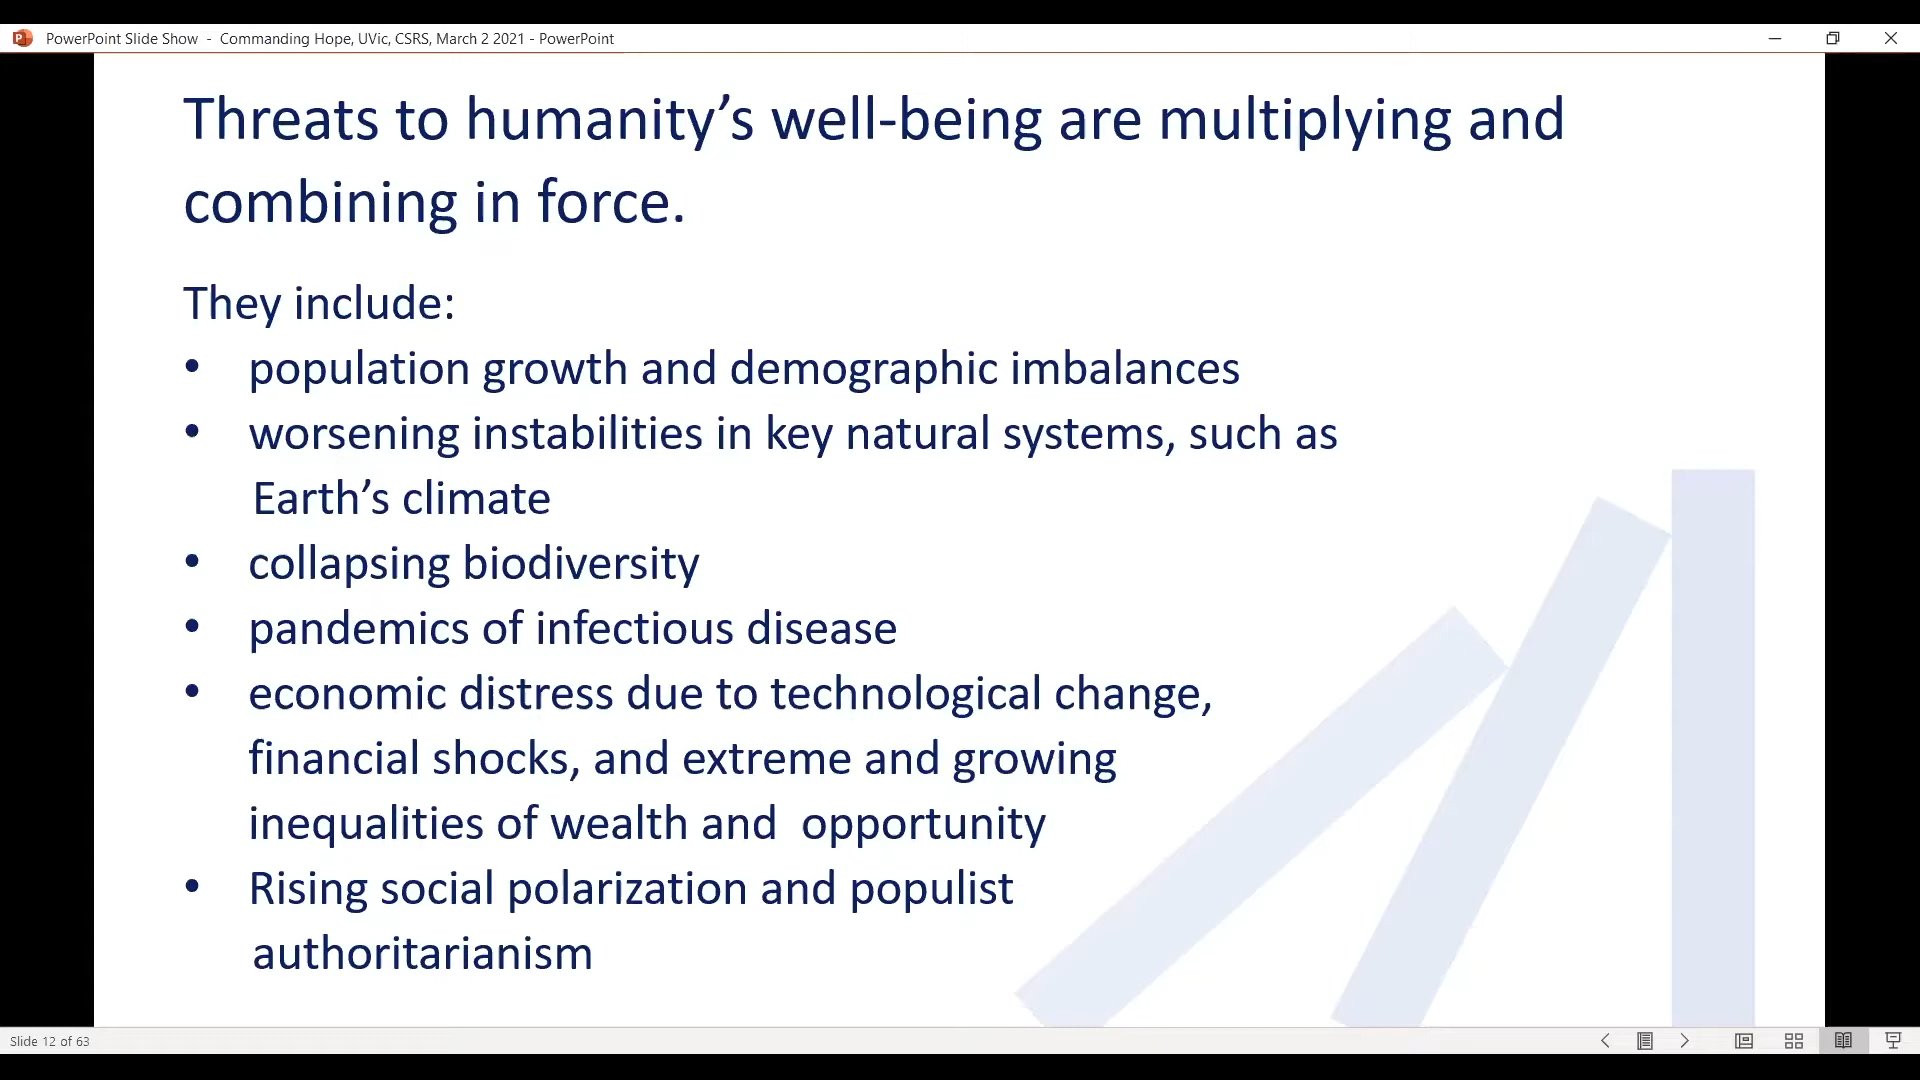 PowerPoint Slide Show - Commanding Hope, UVic, CSRS, March 2 2021 - PowerPoint
Threats to humanity’s well-being are multiplying and
combining in force.
They include:
• population growth and demographic imbalances
• worsening instabilities in key natural systems, such as
Earth’s climate
• collapsing biodiversity
• pandemics of infectious disease
• economic distress due to technological change,
financial shocks, and extreme and growing
inequalities of wealth and  opportunity
• Rising social polarization and populist
authoritarianism
Slide 12 of 63